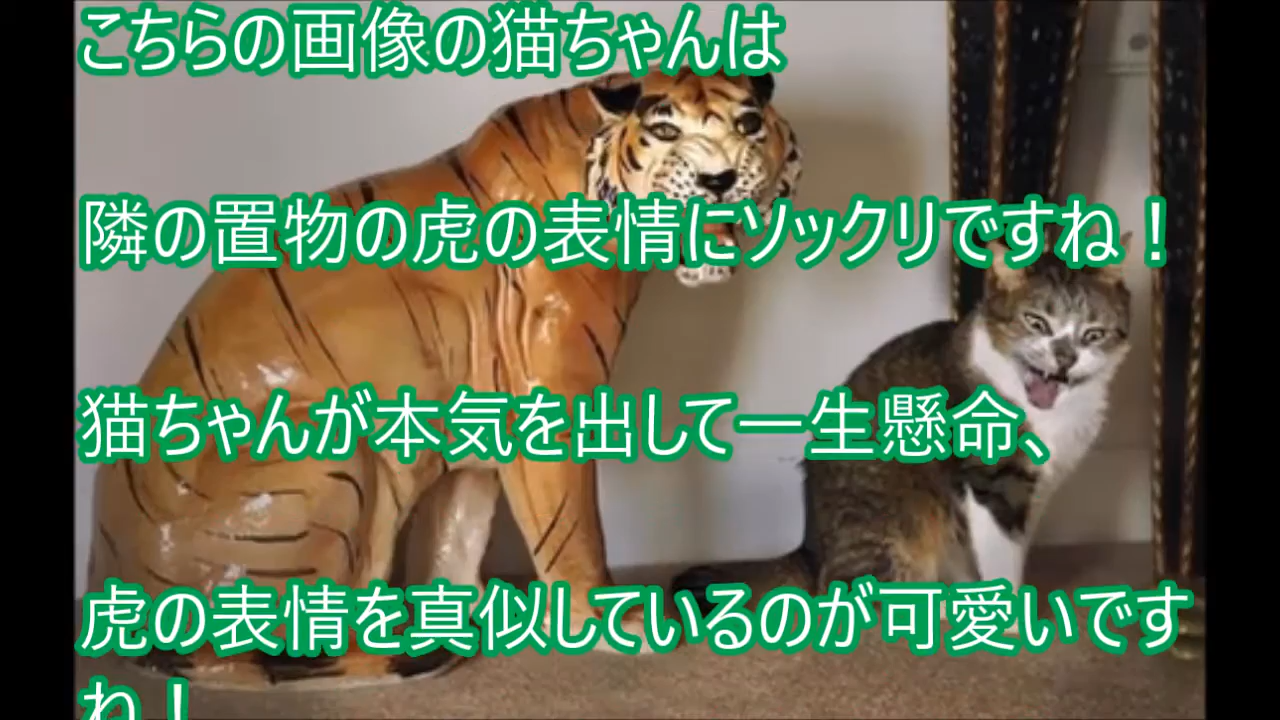 こちらの画像の猫ちゃんは
隣の置物の虎の表情にソックリですね！
猫ちゃんが本気を出して一生懸命、
虎の表情を真似しているのが可愛いです
ね！